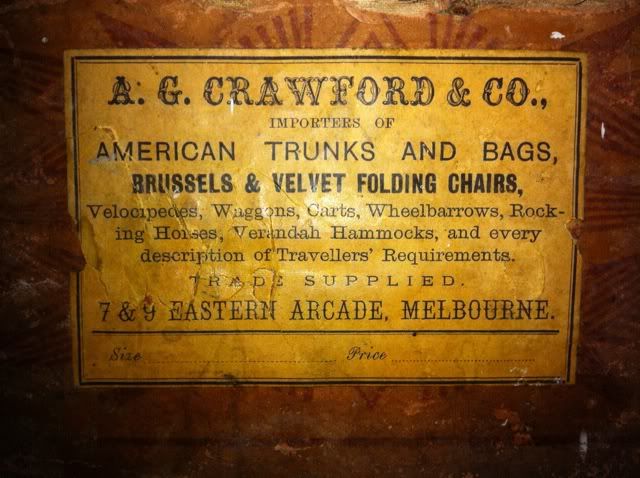 A. G. CRAWFORD & CO.,
IMPORTERS OF
AMERICAN TRUNKS AND BAGS,
BRUSSELS & VELVET FOLDING CHAIRS,
Velocipedes, Waggons, Carts, Wheelbarrows, Rock-
ing Horses, Verandah Hammocks, and every
description of Travellers' Requirements.
TRADE SUPPLIED.
7 & 9 EASTERN ARCADE, MELBOURNE.
Size Price